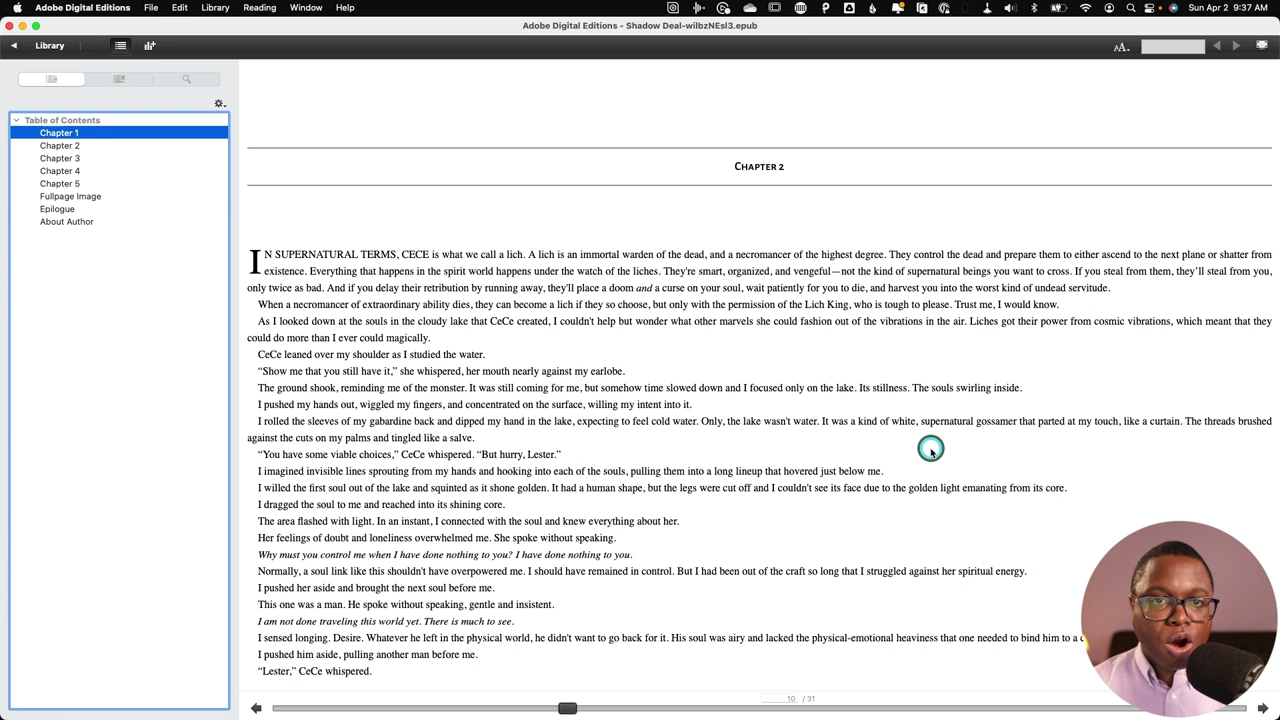 Chapter Library Reading Window Help
Sun Apr 2 9:37 AM
Adobe Digital Editions - Shadow Deal-wilbzNEsl3.epub
Library
AA
Table of Contents
Chapter 1
Chapter 2
Chapter 3
Chapter 4
Chapter 5
Fullpage Image
Epilogue
About Author
CHAPTER 2
IN SUPERNATURAL TERMS, CECE is what we call a lich. A lich is an immortal warden of the dead, and a necromancer of the highest degree. They control the dead and prepare them to either ascend to the next plane or shatter from
existence. Everything that happens in the spirit world happens under the watch of the liches. They're smart, organized, and vengeful—not the kind of supernatural beings you want to cross. If you steal from them, they’ll steal from you,
only twice as bad. And if you delay their retribution by running away, they'll place a doom and a curse on your soul, wait patiently for you to die, and harvest you into the worst kind of undead servitude.
When a necromancer of extraordinary ability dies, they can become a lich if they so choose, but only with the permission of the Lich King, who is tough to please. Trust me, I would know.
As I looked down at the souls in the cloudy lake that CeCe created, I couldn't help but wonder what other marvels she could fashion out of the vibrations in the air. Liches got their power from cosmic vibrations, which meant that they
could do more than I ever could magically.
CeCe leaned over my shoulder as I studied the water.
“Show me that you still have it,” she whispered, her mouth nearly against my earlobe.
The ground shook, reminding me of the monster. It was still coming for me, but somehow time slowed down and I focused only on the lake. Its stillness. The souls swirling inside.
I pushed my hands out, wiggled my fingers, and concentrated on the surface, willing my intent into it.
I rolled the sleeves of my gabardine back and dipped my hand in the lake, expecting to feel cold water. Only, the lake wasn't water. It was a kind of white, supernatural gossamer that parted at my touch, like a curtain. The threads brushed
against the cuts on my palms and tingled like a salve.
“You have some viable choices,” CeCe whispered. “But hurry, Lester.”
I imagined invisible lines sprouting from my hands and hooking into each of the souls, pulling them into a long lineup that hovered just below me.
I willed the first soul out of the lake and squinted as it shone golden. It had a human shape, but the legs were cut off and I couldn't see its face due to the golden light emanating from its core.
I dragged the soul to me and reached into its shining core.
The area flashed with light. In an instant, I connected with the soul and knew everything about her.
Her feelings of doubt and loneliness overwhelmed me. She spoke without speaking.
Why must you control me when I have done nothing to you? I have done nothing to you.
Normally, a soul link like this shouldn't have overpowered me. I should have remained in control. But I had been out of the craft so long that I struggled against her spiritual energy.
I pushed her aside and brought the next soul before me.
This one was a man. He spoke without speaking, gentle and insistent.
I am not done traveling this world yet. There is much to see.
I sensed longing. Desire. Whatever he left in the physical world, he didn't want to go back for it. His soul was airy and lacked the physical-emotional heaviness that one needed to bind him to a
I pushed him aside, pulling another man before me.
“Lester,” CeCe whispered.
10 / 31